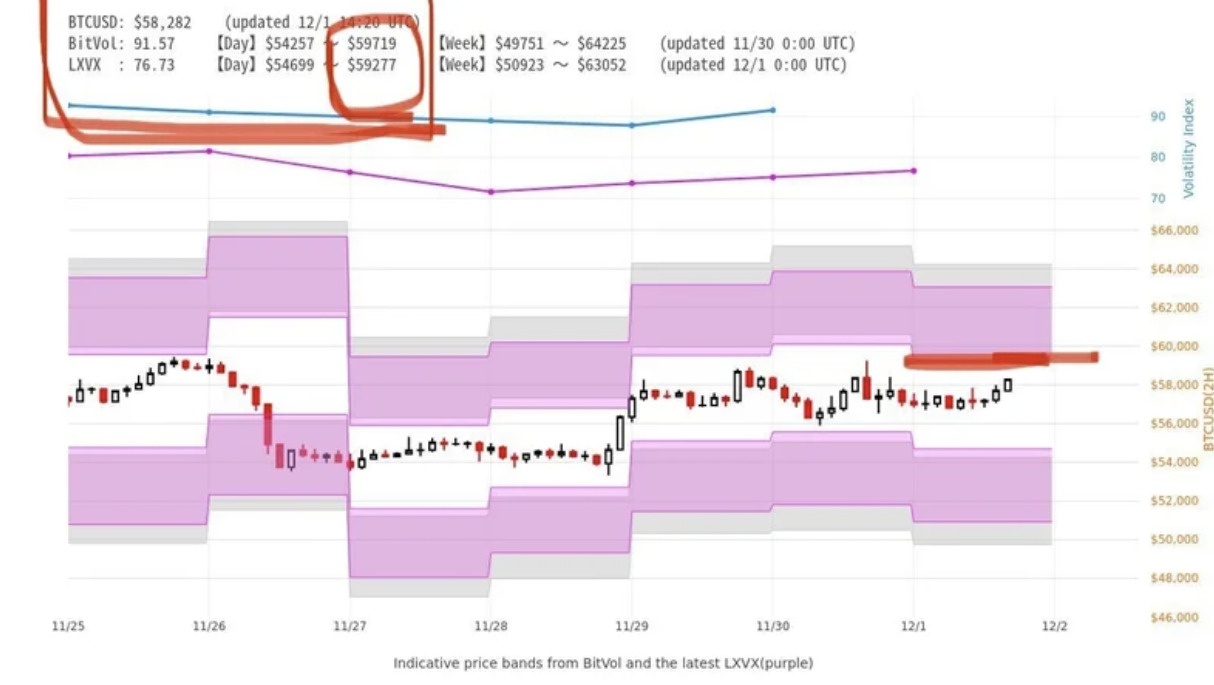 BTCUSD: $58,282 (updated 12/1 14:20 UTC)
BitVol: 91.57 【Day】$54257 ～ $59719 【Week】$49751 ～ $64225 (updated 11/30 0:00 UTC)
LXVX : 76.73 【Day】$54699 ～ $59277 【Week】$50923 ～ $63052 (updated 12/1 0:00 UTC)
90
80
70
Volatility Index
$66,000
$64,000
$62,000
$60,000
$58,000
$56,000
$54,000
$52,000
$50,000
$48,000
$46,000
BTCUSD(2H)
11/25 11/26 11/27 11/28 11/29 11/30 12/1 12/2
Indicative price bands from BitVol and the latest LXVX(purple)